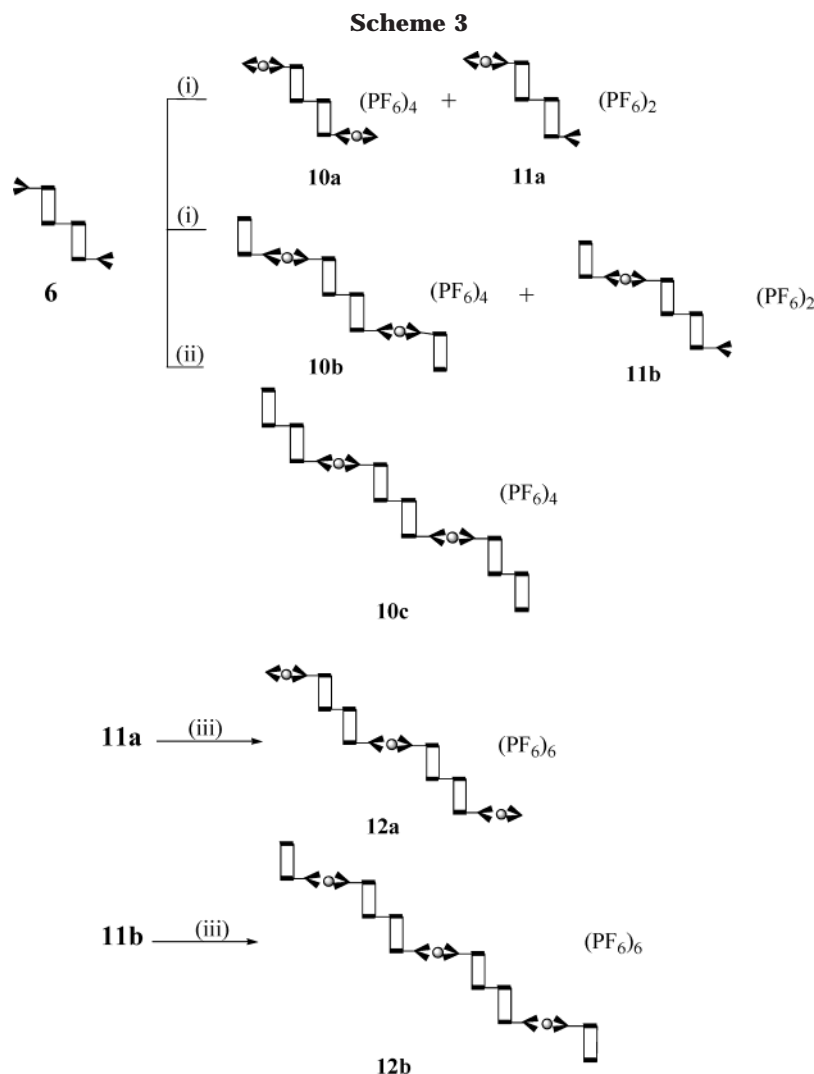 Scheme 3
(i)
(PF6)4 + (PF6)2
10a 11a
6
(i)
(PF6)4 + (PF6)2
10b 11b
(ii)
(PF6)4
10c
11a (iii) (PF6)6
12a
11b (iii) (PF6)6
12b